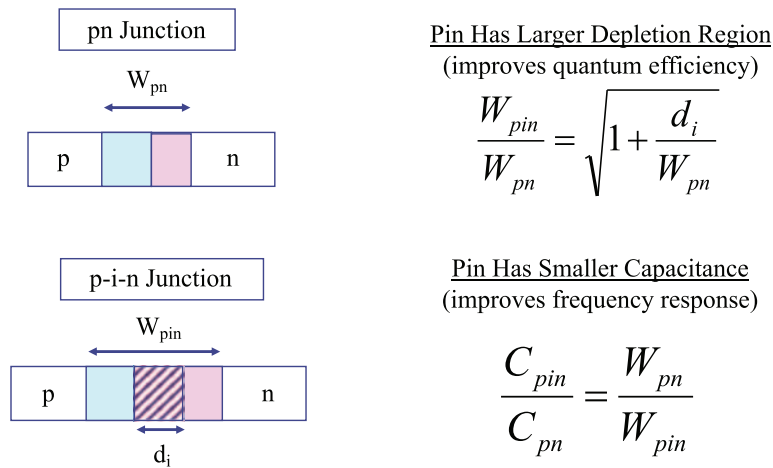 pn Junction
W_pn
p n
Pin Has Larger Depletion Region
(improves quantum efficiency)
W_pin / W_pn = √(1 + d_i / W_pn)
p-i-n Junction
W_pin
p n
d_i
Pin Has Smaller Capacitance
(improves frequency response)
C_pin / C_pn = W_pn / W_pin